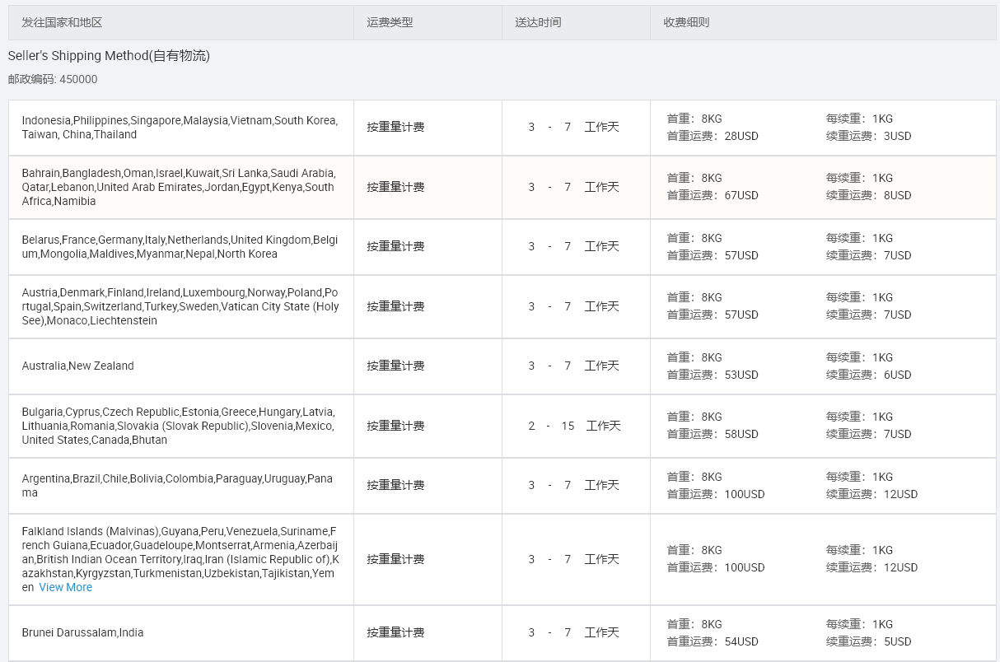 发往国家和地区 运费类型 送达时间 收费细则
Seller's Shipping Method(自有物流)
邮政编码: 450000
Indonesia,Philippines,Singapore,Malaysia,Vietnam,South Korea,
Taiwan, China,Thailand
按重量计费
3 - 7 工作天
首重：8KG 每续重：1KG
首重运费：28USD 续重运费：3USD
Bahrain,Bangladesh,Oman,Israel,Kuwait,Sri Lanka,Saudi Arabia,
Qatar,Lebanon,United Arab Emirates,Jordan,Egypt,Kenya,South
Africa,Namibia
按重量计费
3 - 7 工作天
首重：8KG 每续重：1KG
首重运费：67USD 续重运费：8USD
Belarus,France,Germany,Italy,Netherlands,United Kingdom,Belgi
um,Mongolia,Maldives,Myanmar,Nepal,North Korea
按重量计费
3 - 7 工作天
首重：8KG 每续重：1KG
首重运费：57USD 续重运费：7USD
Austria,Denmark,Finland,Ireland,Luxembourg,Norway,Poland,Po
rtugal,Spain,Switzerland,Turkey,Sweden,Vatican City State (Holy
See),Monaco,Liechtenstein
按重量计费
3 - 7 工作天
首重：8KG 每续重：1KG
首重运费：57USD 续重运费：7USD
Australia,New Zealand
按重量计费
3 - 7 工作天
首重：8KG 每续重：1KG
首重运费：53USD 续重运费：6USD
Bulgaria,Cyprus,Czech Republic,Estonia,Greece,Hungary,Latvia,
Lithuania,Romania,Slovakia (Slovak Republic),Slovenia,Mexico,
United States,Canada,Bhutan
按重量计费
2 - 15 工作天
首重：8KG 每续重：1KG
首重运费：58USD 续重运费：7USD
Argentina,Brazil,Chile,Bolivia,Colombia,Paraguay,Uruguay,Pana
ma
按重量计费
3 - 7 工作天
首重：8KG 每续重：1KG
首重运费：100USD 续重运费：12USD
Falkland Islands (Malvinas),Guyana,Peru,Venezuela,Suriname,F
rench Guiana,Ecuador,Guadeloupe,Montserrat,Armenia,Azerbaij
an,British Indian Ocean Territory,Iraq,Iran (Islamic Republic of),K
azakhstan,Kyrgyzstan,Turkmenistan,Uzbekistan,Tajikistan,Yem
en View More
按重量计费
3 - 7 工作天
首重：8KG 每续重：1KG
首重运费：100USD 续重运费：12USD
Brunei Darussalam,India
按重量计费
3 - 7 工作天
首重：8KG 每续重：1KG
首重运费：54USD 续重运费：5USD